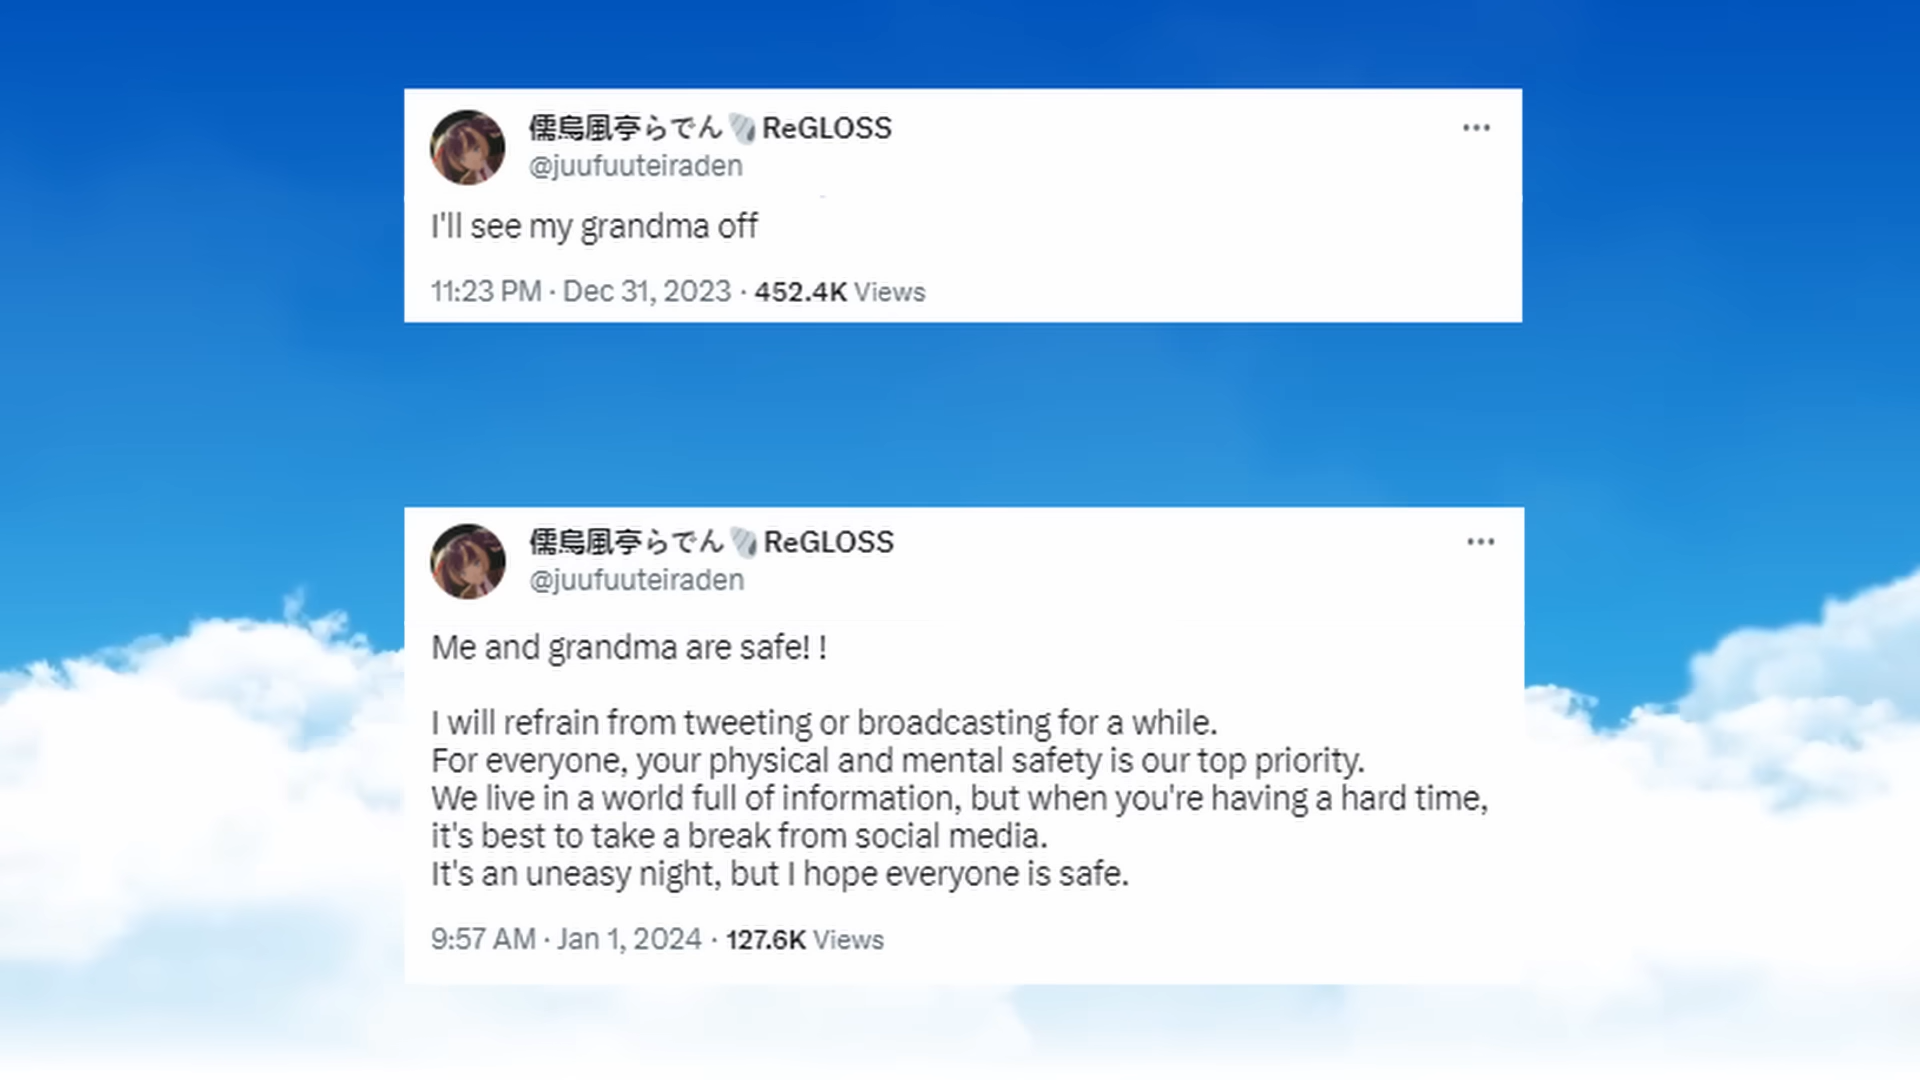 儒烏風亭らでん🐚ReGLOSS
@juufuuteiraden
I'll see my grandma off
11:23 PM · Dec 31, 2023 · 452.4K Views
儒烏風亭らでん🐚ReGLOSS
@juufuuteiraden
Me and grandma are safe! !
I will refrain from tweeting or broadcasting for a while.
For everyone, your physical and mental safety is our top priority.
We live in a world full of information, but when you're having a hard time,
it's best to take a break from social media.
It's an uneasy night, but I hope everyone is safe.
9:57 AM · Jan 1, 2024 · 127.6K Views